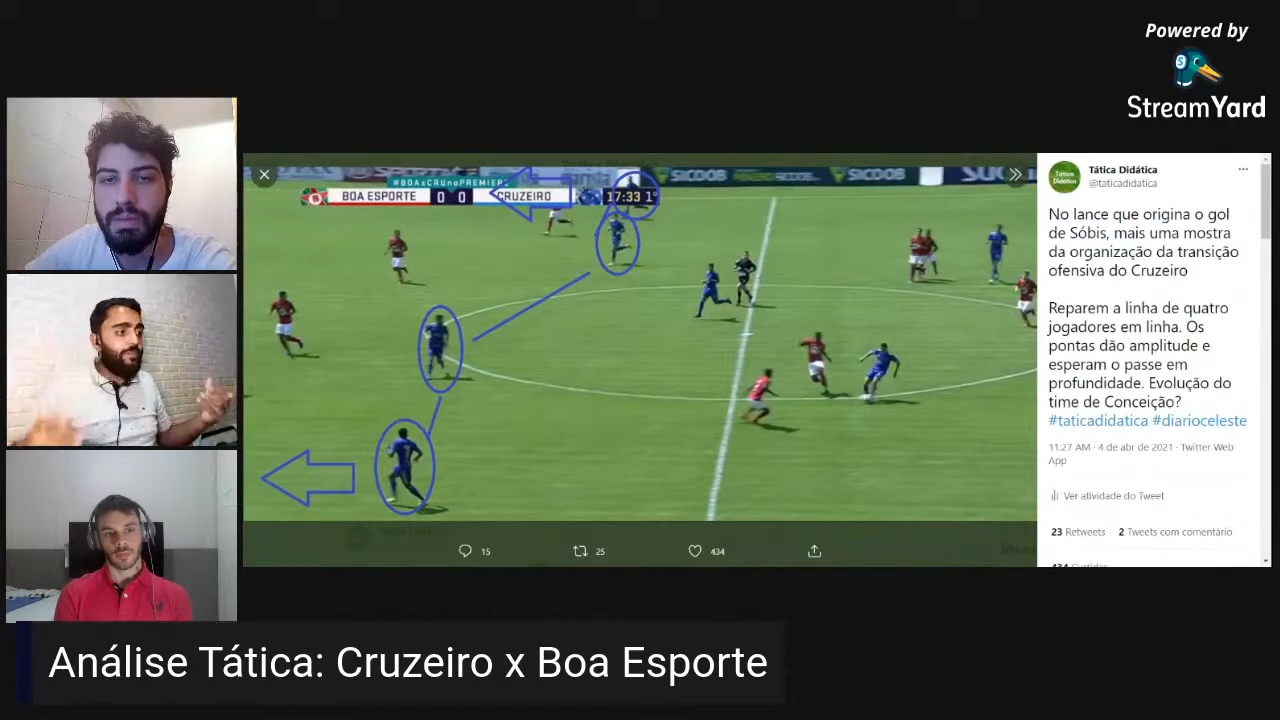 Powered by
StreamYard
#BOAxCRUnoPREMIERE
BOA ESPORTE 0 0 CRUZEIRO 17:33 1º
SICOOB
SICOOB
Tática Didática
@taticadidatica
No lance que origina o gol
de Sóbis, mais uma mostra
da organização da transição
ofensiva do Cruzeiro
Reparem a linha de quatro
jogadores em linha. Os
pontas dão amplitude e
esperam o passe em
profundidade. Evolução do
time de Conceição?
#taticadidatica #diarioceleste
11:27 AM · 4 de abr de 2021 · Twitter Web
App
Ver atividade do Tweet
23 Retweets 2 Tweets com comentário
15 25 434
Análise Tática: Cruzeiro x Boa Esporte